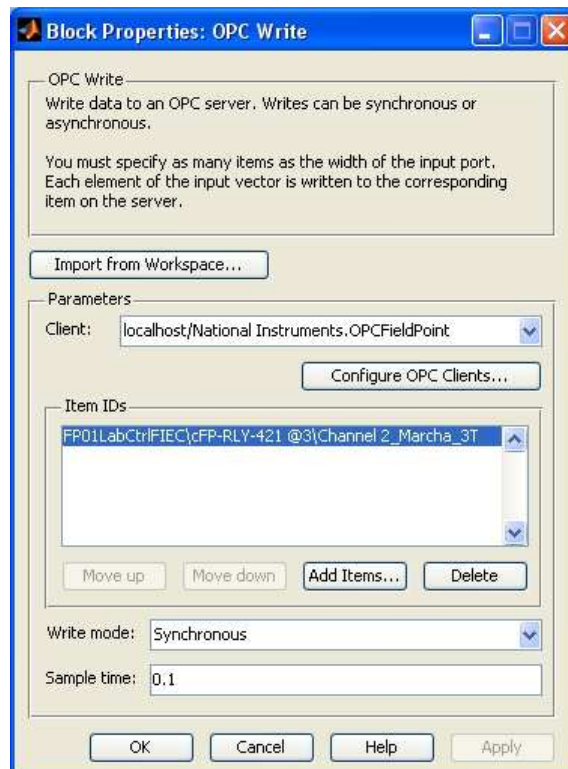 Block Properties: OPC Write
OPC Write
Write data to an OPC server. Writes can be synchronous or
asynchronous.
You must specify as many items as the width of the input port.
Each element of the input vector is written to the corresponding
item on the server.
Import from Workspace...
Parameters
Client: localhost/National Instruments.OPCFieldPoint
Configure OPC Clients...
Item IDs
FP01LabCtrlFIEC\cFP-RLY-421 @3\Channel 2_Marcha_3T
Move up Move down Add Items... Delete
Write mode: Synchronous
Sample time: 0.1
OK Cancel Help Apply